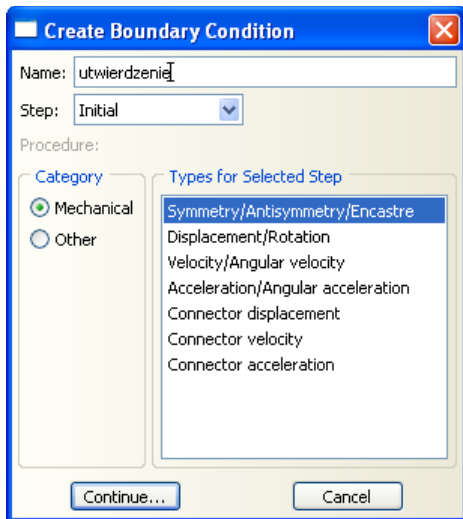 Create Boundary Condition
Name: utwierdzenie
Step: Initial
Procedure:
Category
Mechanical
Other
Types for Selected Step
Symmetry/Antisymmetry/Encastre
Displacement/Rotation
Velocity/Angular velocity
Acceleration/Angular acceleration
Connector displacement
Connector velocity
Connector acceleration
Continue... Cancel